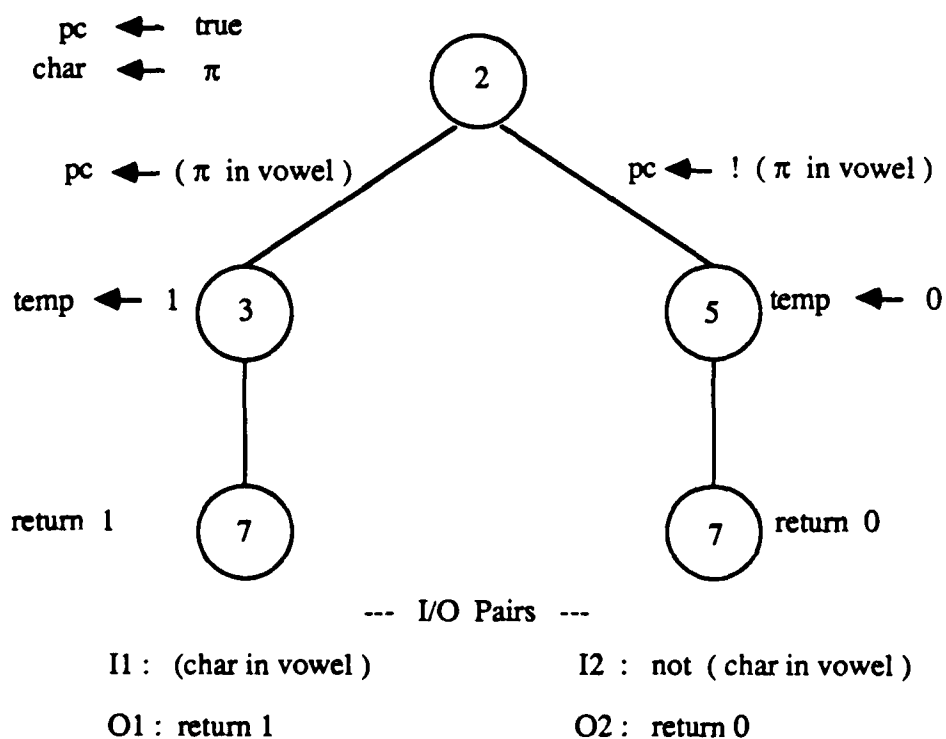 pc ← true
char ← π
2
pc ← ( π in vowel )
pc ← ! ( π in vowel )
temp ← 1
3
5
temp ← 0
return 1
7
7
return 0
--- I/O Pairs ---
I1 : (char in vowel )
I2 : not ( char in vowel )
O1 : return 1
O2 : return 0